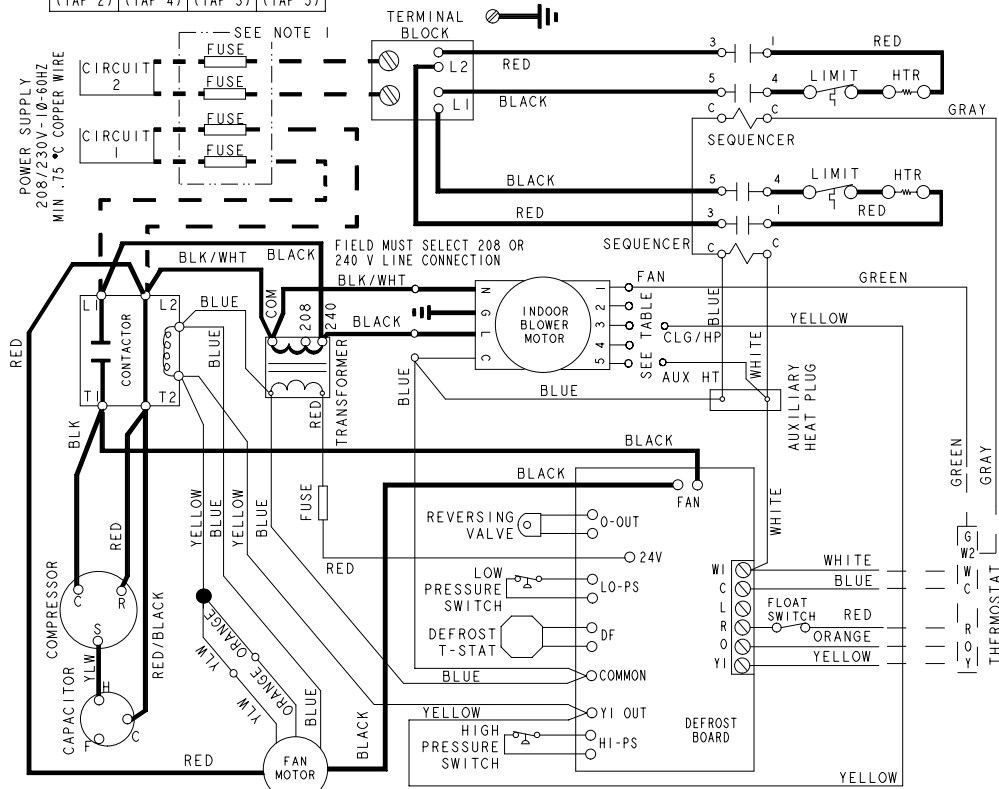 (TAP 2) (TAP 4) (TAP 3) (TAP 5)
TERMINAL
BLOCK
SEE NOTE 1
FUSE
FUSE
FUSE
FUSE
CIRCUIT
2
CIRCUIT
1
POWER SUPPLY
208/230V-1Ø-60HZ
MIN .75 °C COPPER WIRE
L2
L1
RED
BLACK
3 1 RED
5 4 LIMIT HTR
C C GRAY
SEQUENCER
BLACK 5 4 LIMIT HTR
RED 3 1 RED
SEQUENCER C C
FIELD MUST SELECT 208 OR
240 V LINE CONNECTION
BLACK
BLK/WHT
BLK/WHT
BLACK
COM
208
240
TRANSFORMER
N
G
L
C
INDOOR
BLOWER
MOTOR
1
2
3
4
5
FAN
SEE TABLE
CLG/HP
AUX HT
GREEN
YELLOW
BLUE
WHITE
AUXILIARY
HEAT PLUG
RED
L1 L2
CONTACTOR
T1 T2
BLUE
BLUE
BLUE
BLUE
RED
BLACK
BLK
RED
YELLOW
BLUE
YELLOW
BLUE
FUSE
RED
BLACK
FAN
REVERSING
VALVE
O-OUT
24V
LOW
PRESSURE
SWITCH
LO-PS
DEFROST
T-STAT
DF
BLUE
COMMON
YELLOW
Y1 OUT
HIGH
PRESSURE
SWITCH
HI-PS
DEFROST
BOARD
WHITE
W1
C
L
R
O
Y1
WHITE
BLUE
FLOAT
SWITCH
RED
ORANGE
YELLOW
YELLOW
GREEN
GRAY
G
W2
W
C
R
O
Y
THERMOSTAT
COMPRESSOR
C
R
S
YLW
CAPACITOR
H
F
C
RED/BLACK
ORANGE
YLW
ORANGE
YLW
BLUE
BLACK
RED
FAN
MOTOR